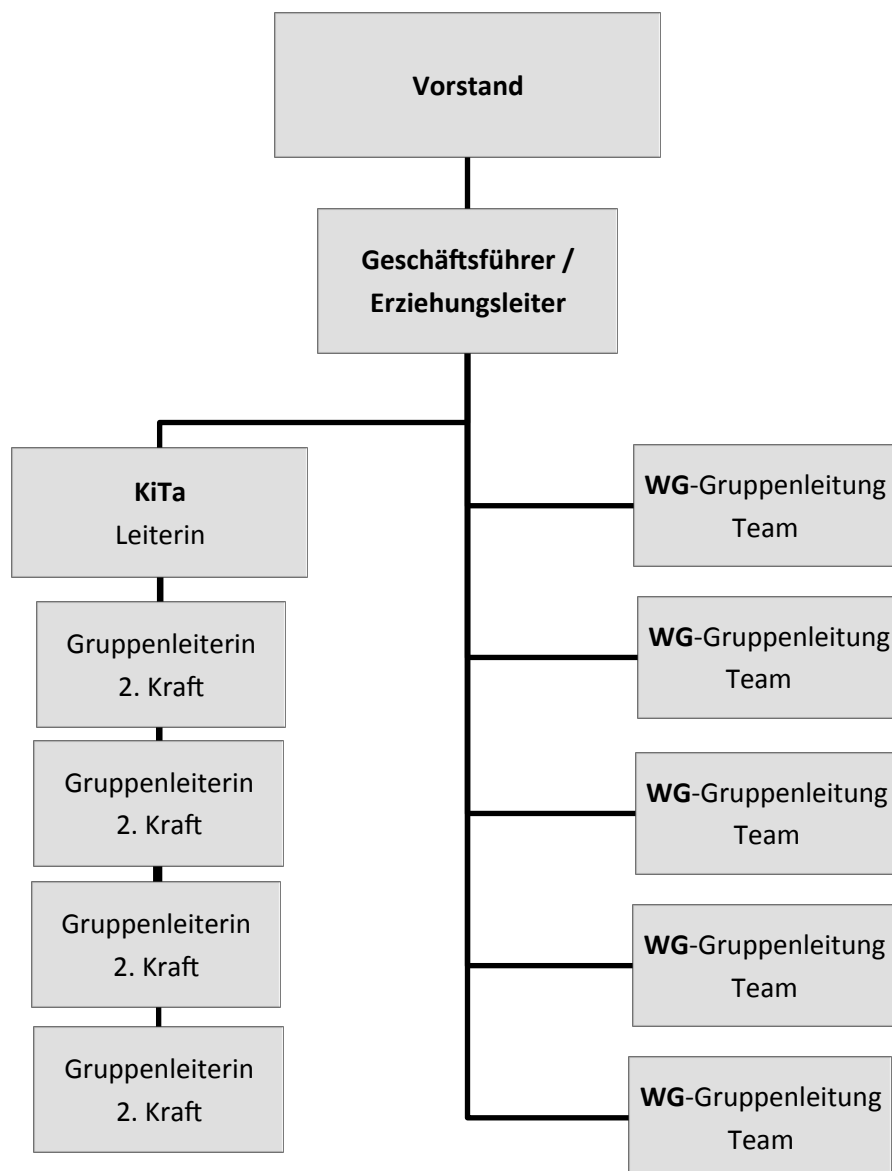 Vorstand
Geschäftsführer /
Erziehungsleiter
KiTa
Leiterin
Gruppenleiterin
2. Kraft
Gruppenleiterin
2. Kraft
Gruppenleiterin
2. Kraft
Gruppenleiterin
2. Kraft
WG-Gruppenleitung
Team
WG-Gruppenleitung
Team
WG-Gruppenleitung
Team
WG-Gruppenleitung
Team
WG-Gruppenleitung
Team